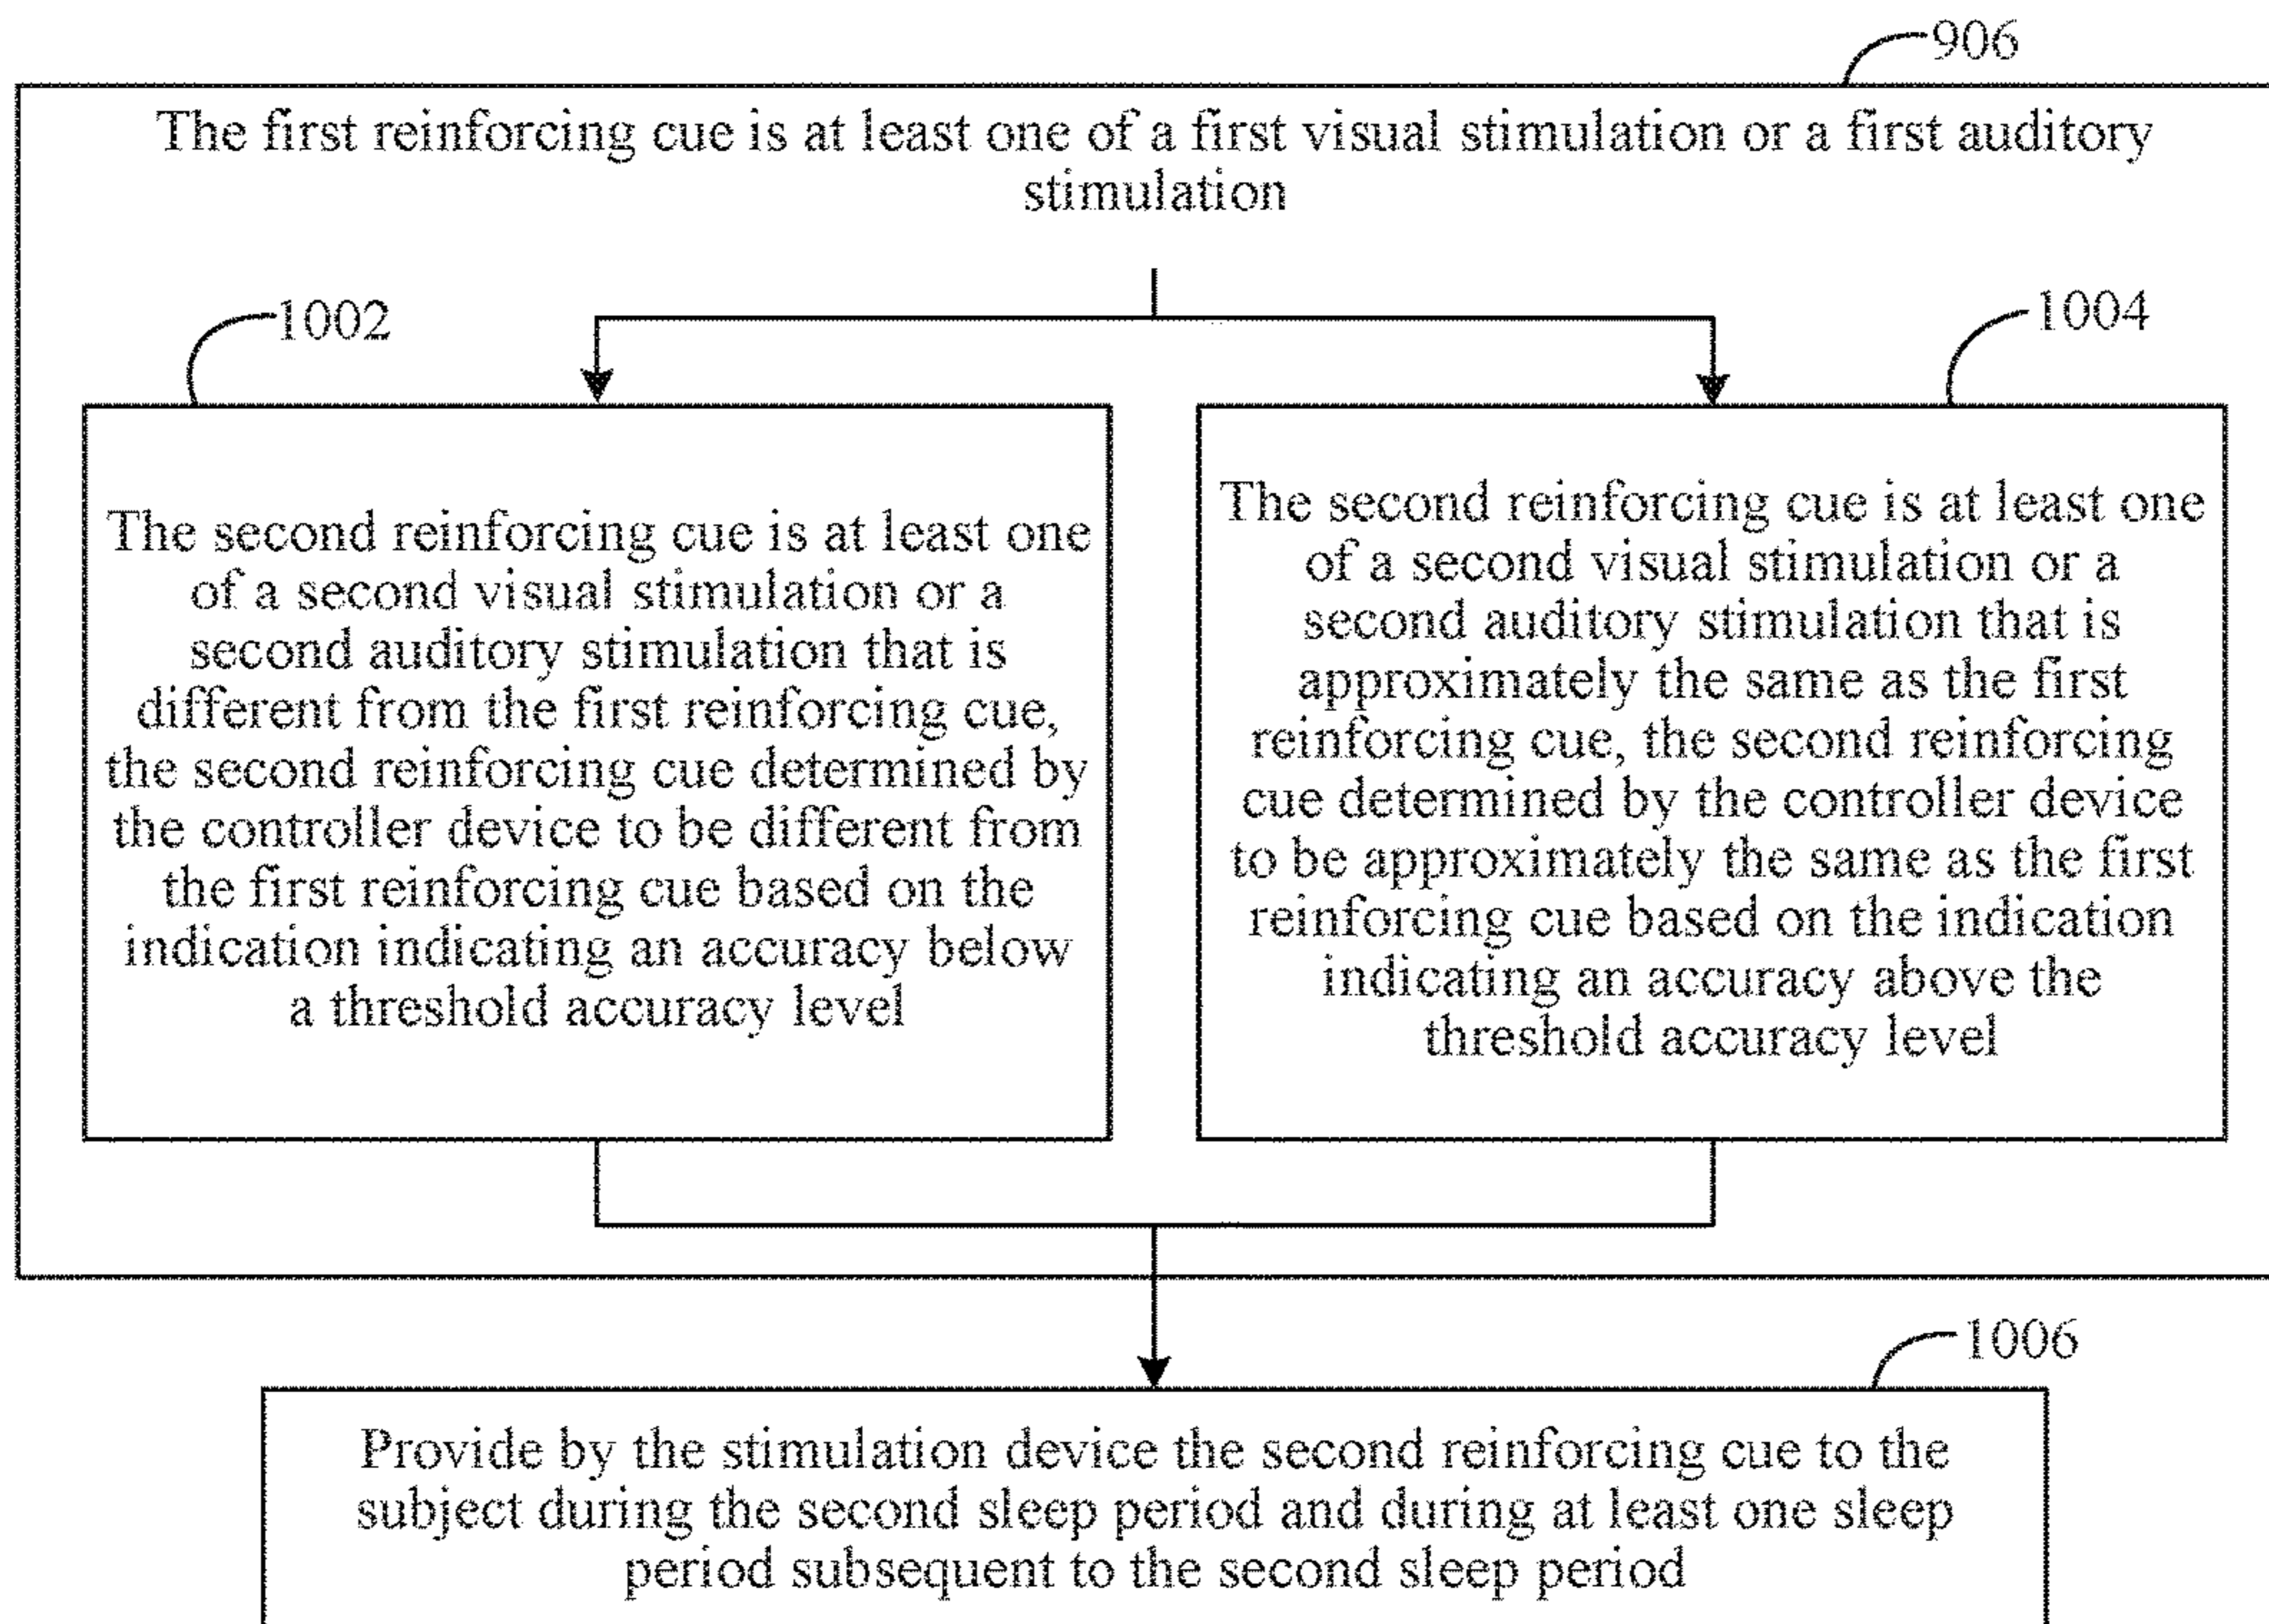 906
The first reinforcing cue is at least one of a first visual stimulation or a first auditory
stimulation
1002
1004
The second reinforcing cue is at least one
of a second visual stimulation or a
second auditory stimulation that is
different from the first reinforcing cue,
the second reinforcing cue determined by
the controller device to be different from
the first reinforcing cue based on the
indication indicating an accuracy below
a threshold accuracy level
The second reinforcing cue is at least one
of a second visual stimulation or a
second auditory stimulation that is
approximately the same as the first
reinforcing cue, the second reinforcing
cue determined by the controller device
to be approximately the same as the first
reinforcing cue based on the indication
indicating an accuracy above the
threshold accuracy level
1006
Provide by the stimulation device the second reinforcing cue to the
subject during the second sleep period and during at least one sleep
period subsequent to the second sleep period